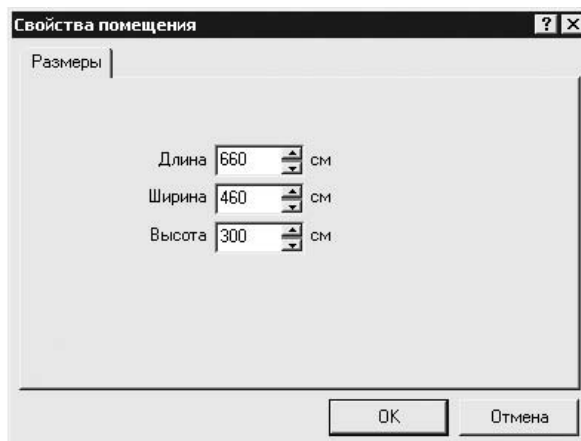 Свойства помещения
Размеры
Длина 660 см
Ширина 460 см
Высота 300 см
OK Отмена